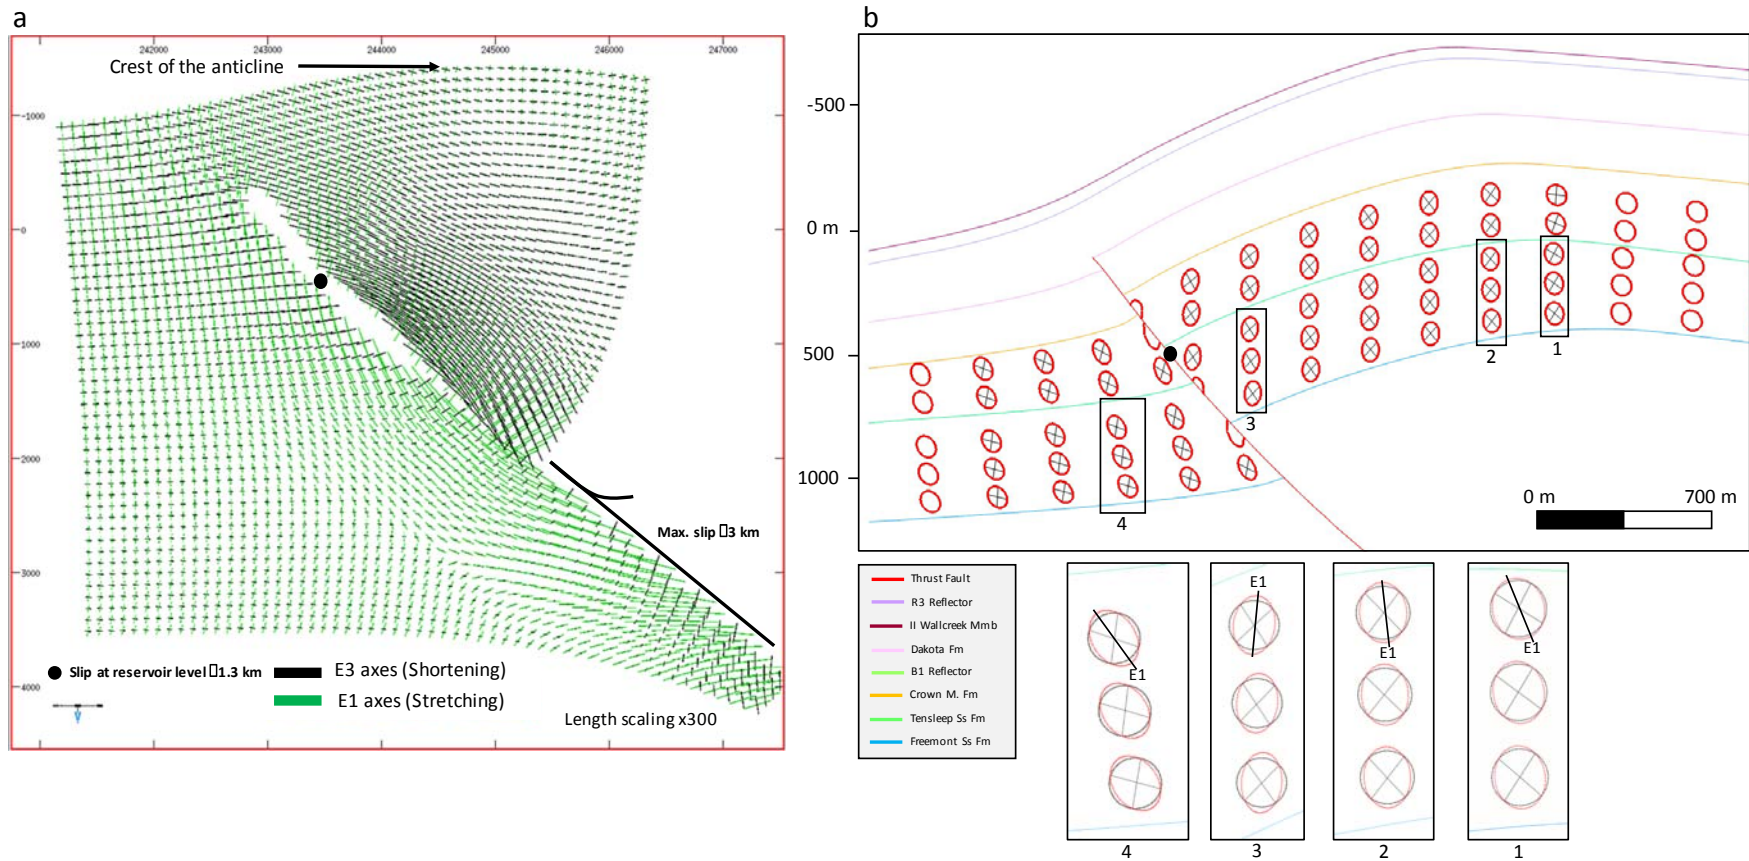 a
242000 243000 244000 245000 246000 247000
Crest of the anticline
-1000
0
1000
2000
3000
4000
Max. slip 3 km
Slip at reservoir level 1.3 km
E3 axes (Shortening)
E1 axes (Stretching)
Length scaling x300
b
-500
0 m
500
1000
1
2
3
4
0 m 700 m
Thrust Fault
R3 Reflector
II Wallcreek Mmb
Dakota Fm
B1 Reflector
Crown M. Fm
Tensleep Ss Fm
Freemont Ss Fm
E1
E1
E1
E1
4 3 2 1